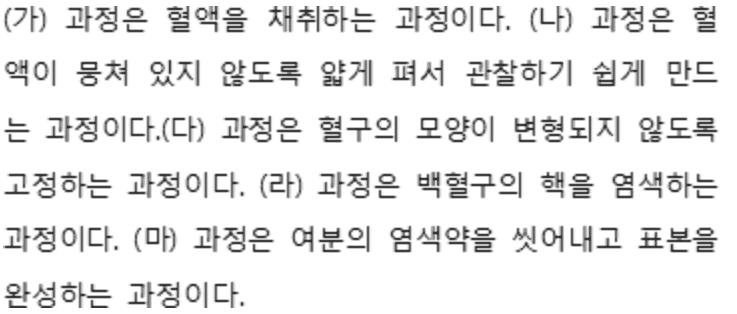 (가) 과정은 혈액을 채취하는 과정이다. (나) 과정은 혈
액이 뭉쳐 있지 않도록 얇게 펴서 관찰하기 쉽게 만드
는 과정이다.(다) 과정은 혈구의 모양이 변형되지 않도록
고정하는 과정이다. (라) 과정은 백혈구의 핵을 염색하는
과정이다. (마) 과정은 여분의 염색약을 씻어내고 표본을
완성하는 과정이다.